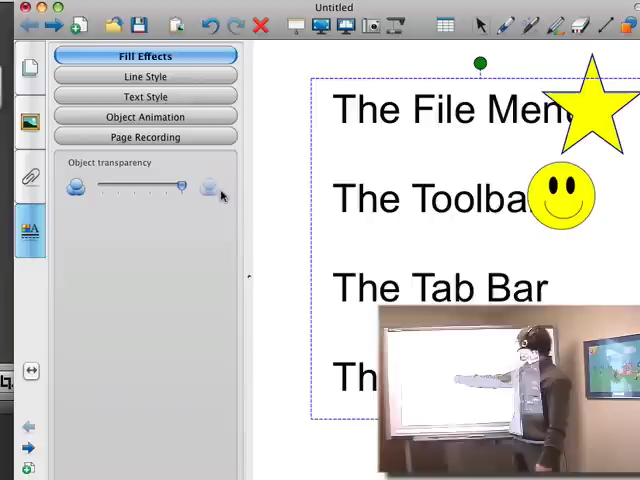 Untitled
Fill Effects
Line Style
Text Style
Object Animation
Page Recording
Object transparency
The File Menu
The Toolba
The Tab Bar
Th